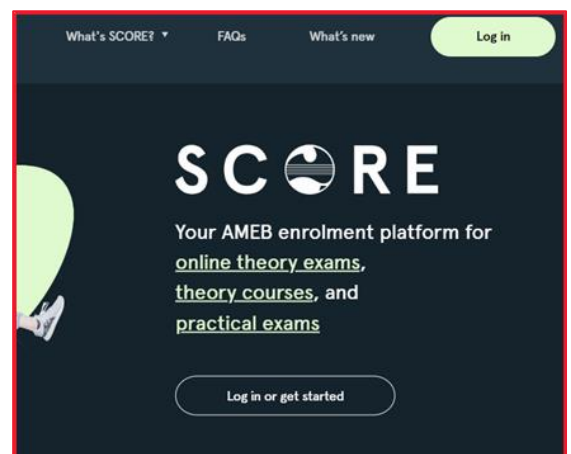 What's SCORE? FAQs What's new Log in
SCORE
Your AMEB enrolment platform for
online theory exams,
theory courses, and
practical exams
Log in or get started